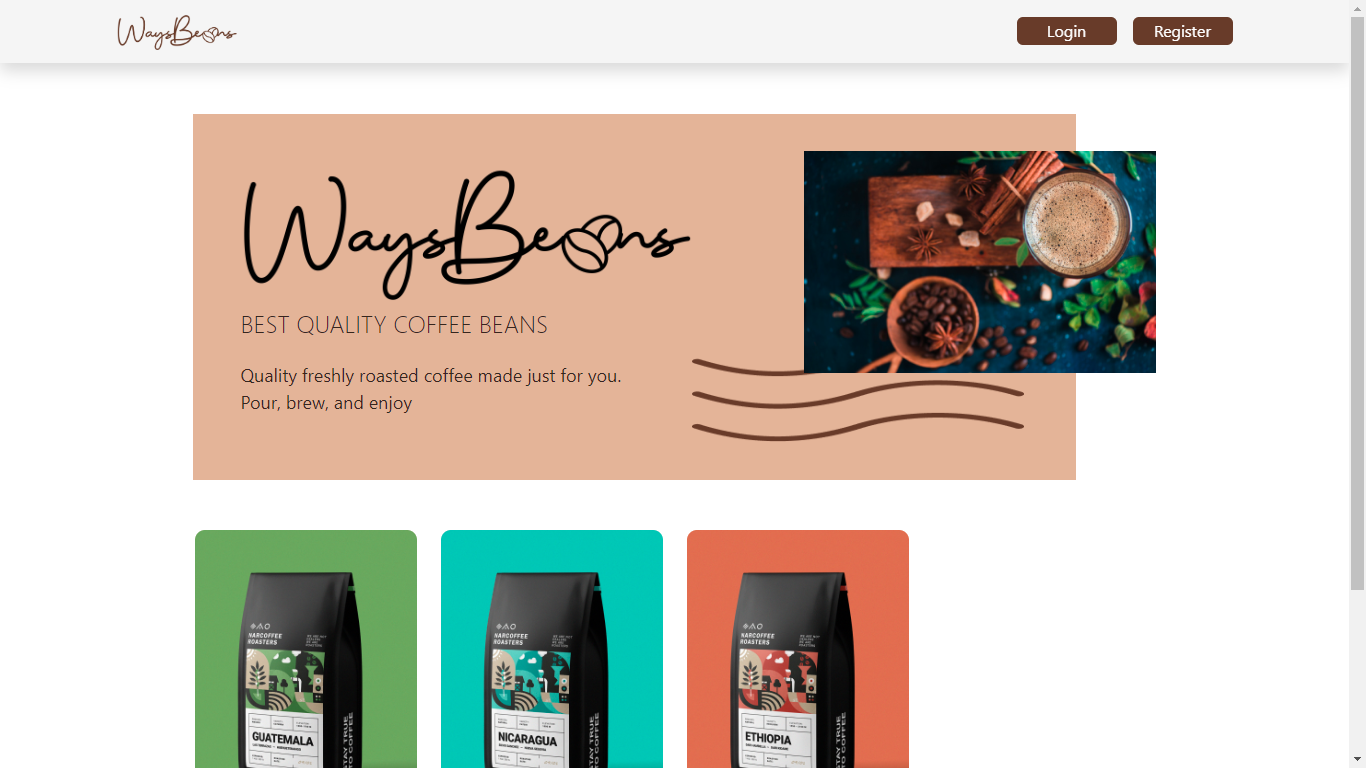 WaysBeans
Login
Register
WaysBeans
BEST QUALITY COFFEE BEANS
Quality freshly roasted coffee made just for you.
Pour, brew, and enjoy
NARCOFFEE
ROASTERS
GUATEMALA
STAY TRUE
TO COFFEE
NARCOFFEE
ROASTERS
NICARAGUA
STAY TRUE
TO COFFEE
NARCOFFEE
ROASTERS
ETHIOPIA
STAY TRUE
TO COFFEE